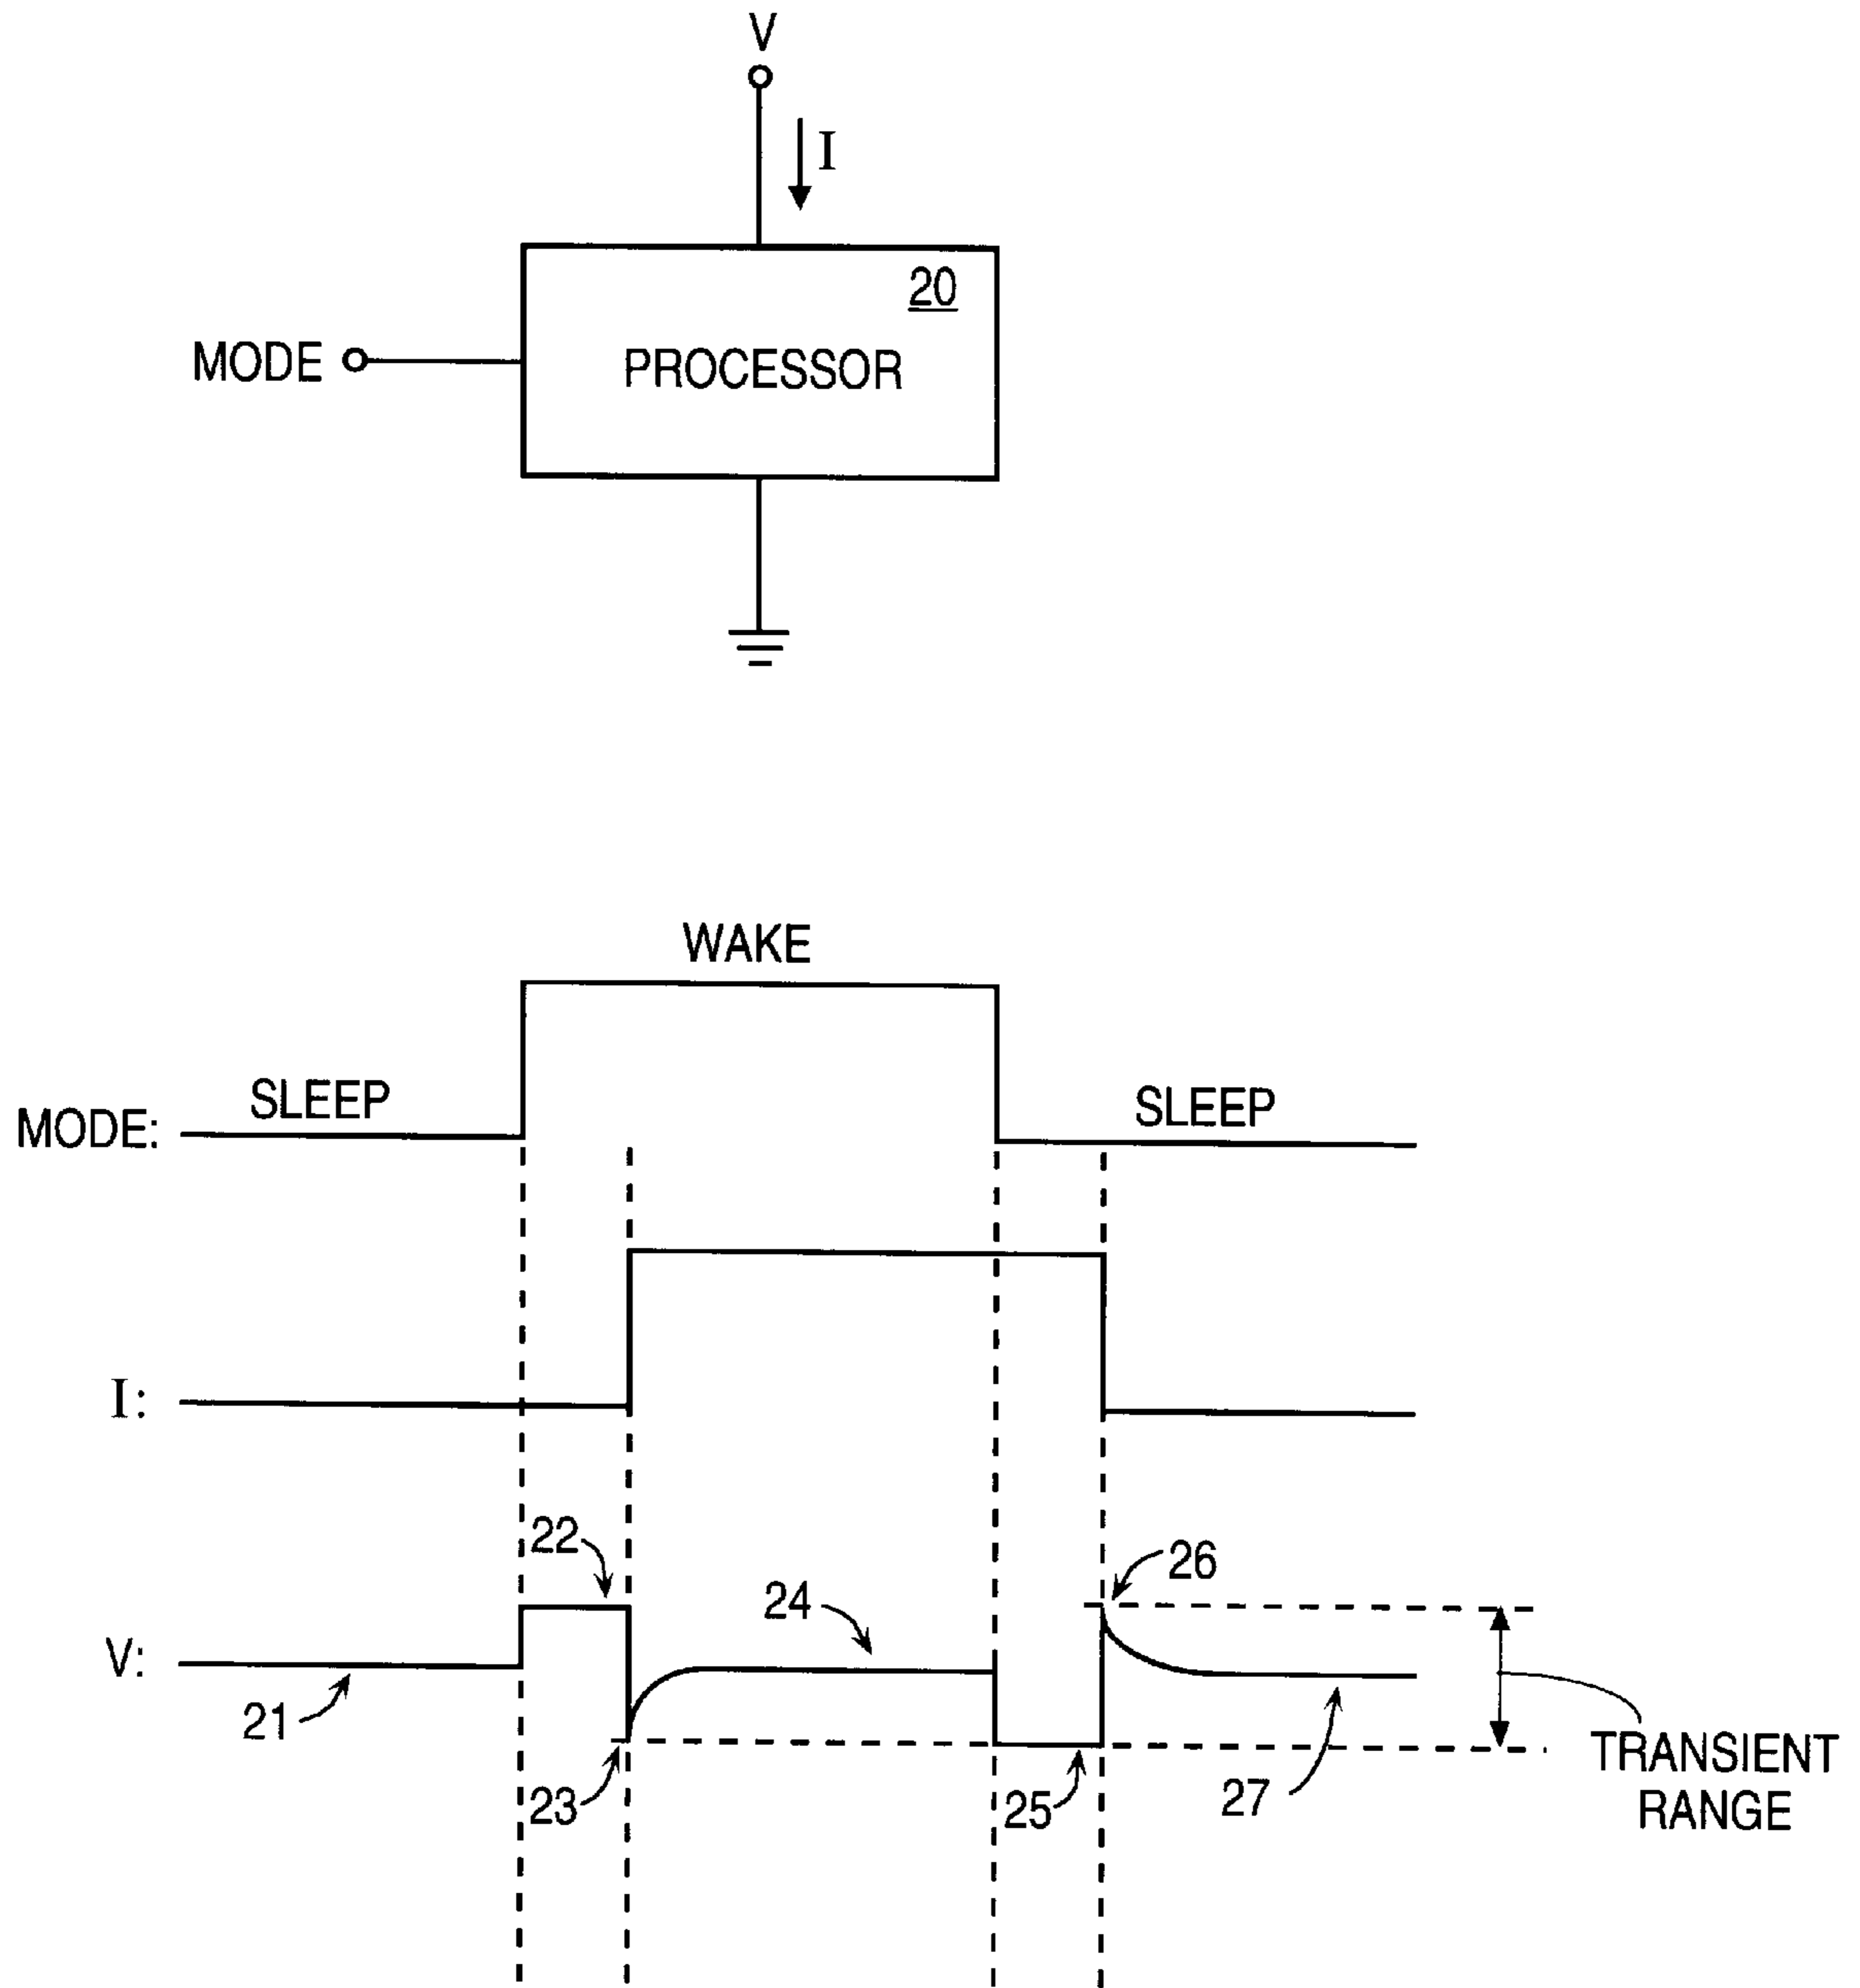 V
I
20
MODE
PROCESSOR
WAKE
SLEEP
SLEEP
MODE:
I:
22
26
24
V:
21
23
25
27
TRANSIENT
RANGE